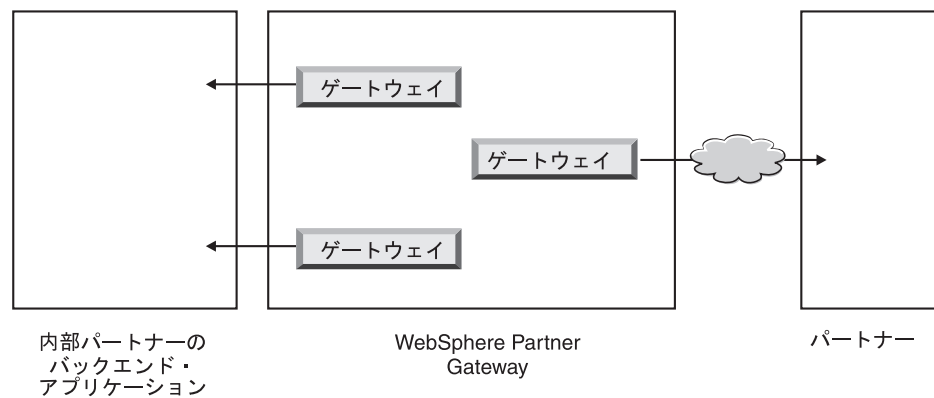 ゲートウェイ
ゲートウェイ
ゲートウェイ
内部パートナーの
バックエンド・
アプリケーション
WebSphere Partner
Gateway
パートナー